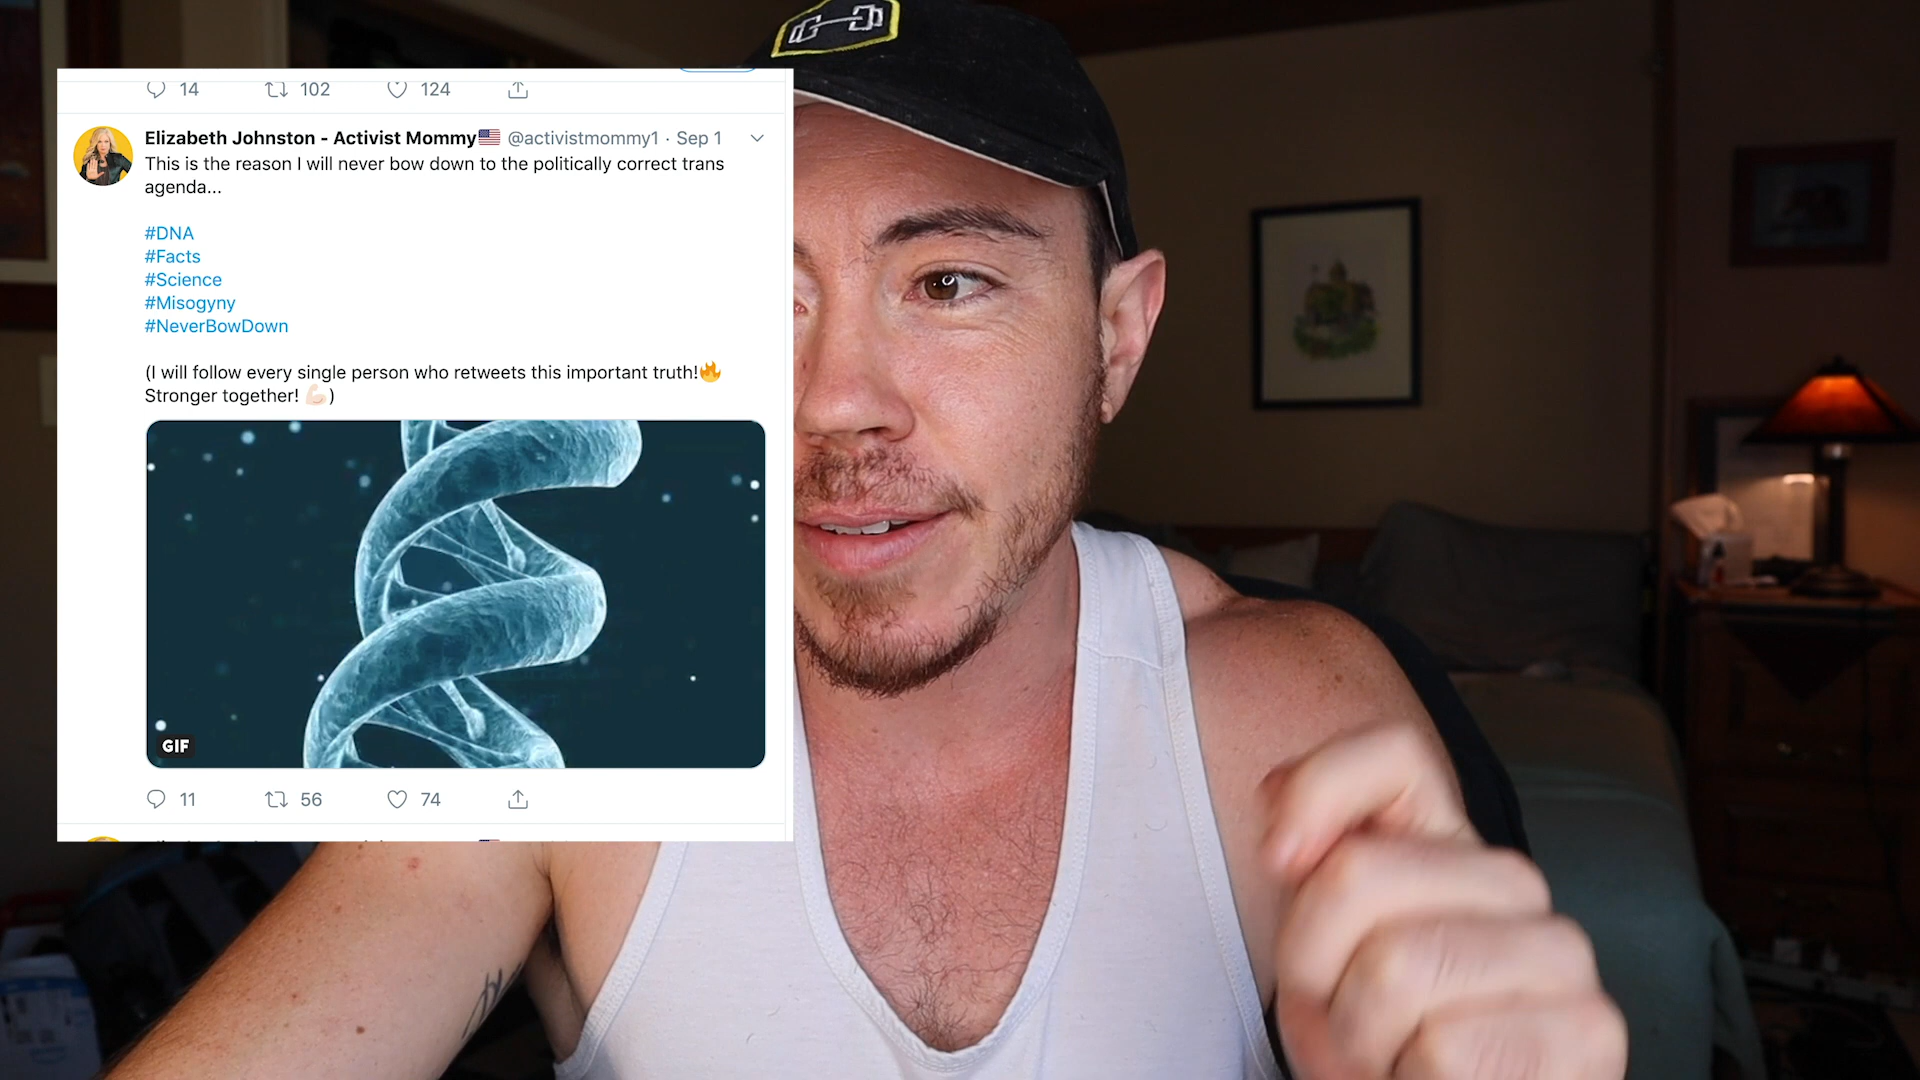 14 102 124
Elizabeth Johnston - Activist Mommy🇺🇸 @activistmommy1 · Sep 1
This is the reason I will never bow down to the politically correct trans
agenda...
#DNA
#Facts
#Science
#Misogyny
#NeverBowDown
(I will follow every single person who retweets this important truth!🔥
Stronger together! 💪🏻)
GIF
11 56 74